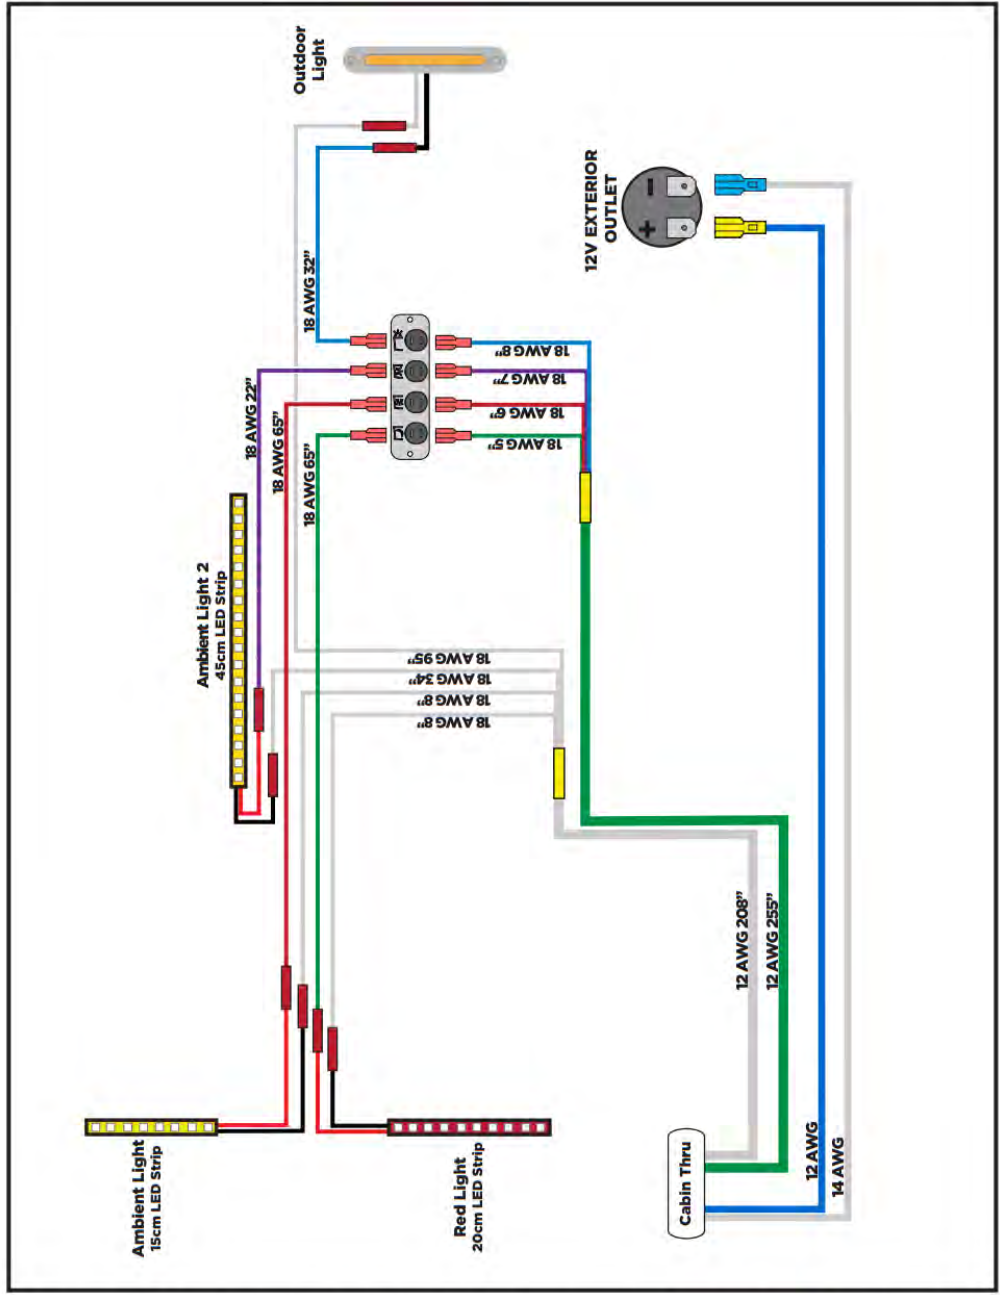 Outdoor
Light
12V EXTERIOR
OUTLET
18 AWG 32"
18 AWG 22"
18 AWG 65"
18 AWG 65"
18 AWG 8"
18 AWG 7"
18 AWG 6"
18 AWG 5"
Ambient Light 2
45cm LED Strip
18 AWG 95"
18 AWG 34"
18 AWG 8"
18 AWG 8"
12 AWG 208"
12 AWG 255"
Ambient Light
15cm LED Strip
Red Light
20cm LED Strip
Cabin Thru
12 AWG
14 AWG